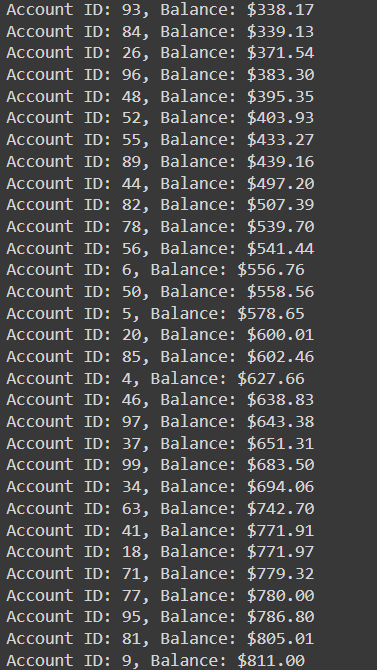 Account ID: 93, Balance: $338.17
Account ID: 84, Balance: $339.13
Account ID: 26, Balance: $371.54
Account ID: 96, Balance: $383.30
Account ID: 48, Balance: $395.35
Account ID: 52, Balance: $403.93
Account ID: 55, Balance: $433.27
Account ID: 89, Balance: $439.16
Account ID: 44, Balance: $497.20
Account ID: 82, Balance: $507.39
Account ID: 78, Balance: $539.70
Account ID: 56, Balance: $541.44
Account ID: 6, Balance: $556.76
Account ID: 50, Balance: $558.56
Account ID: 5, Balance: $578.65
Account ID: 20, Balance: $600.01
Account ID: 85, Balance: $602.46
Account ID: 4, Balance: $627.66
Account ID: 46, Balance: $638.83
Account ID: 97, Balance: $643.38
Account ID: 37, Balance: $651.31
Account ID: 99, Balance: $683.50
Account ID: 34, Balance: $694.06
Account ID: 63, Balance: $742.70
Account ID: 41, Balance: $771.91
Account ID: 18, Balance: $771.97
Account ID: 71, Balance: $779.32
Account ID: 77, Balance: $780.00
Account ID: 95, Balance: $786.80
Account ID: 81, Balance: $805.01
Account ID: 9, Balance: $811.00